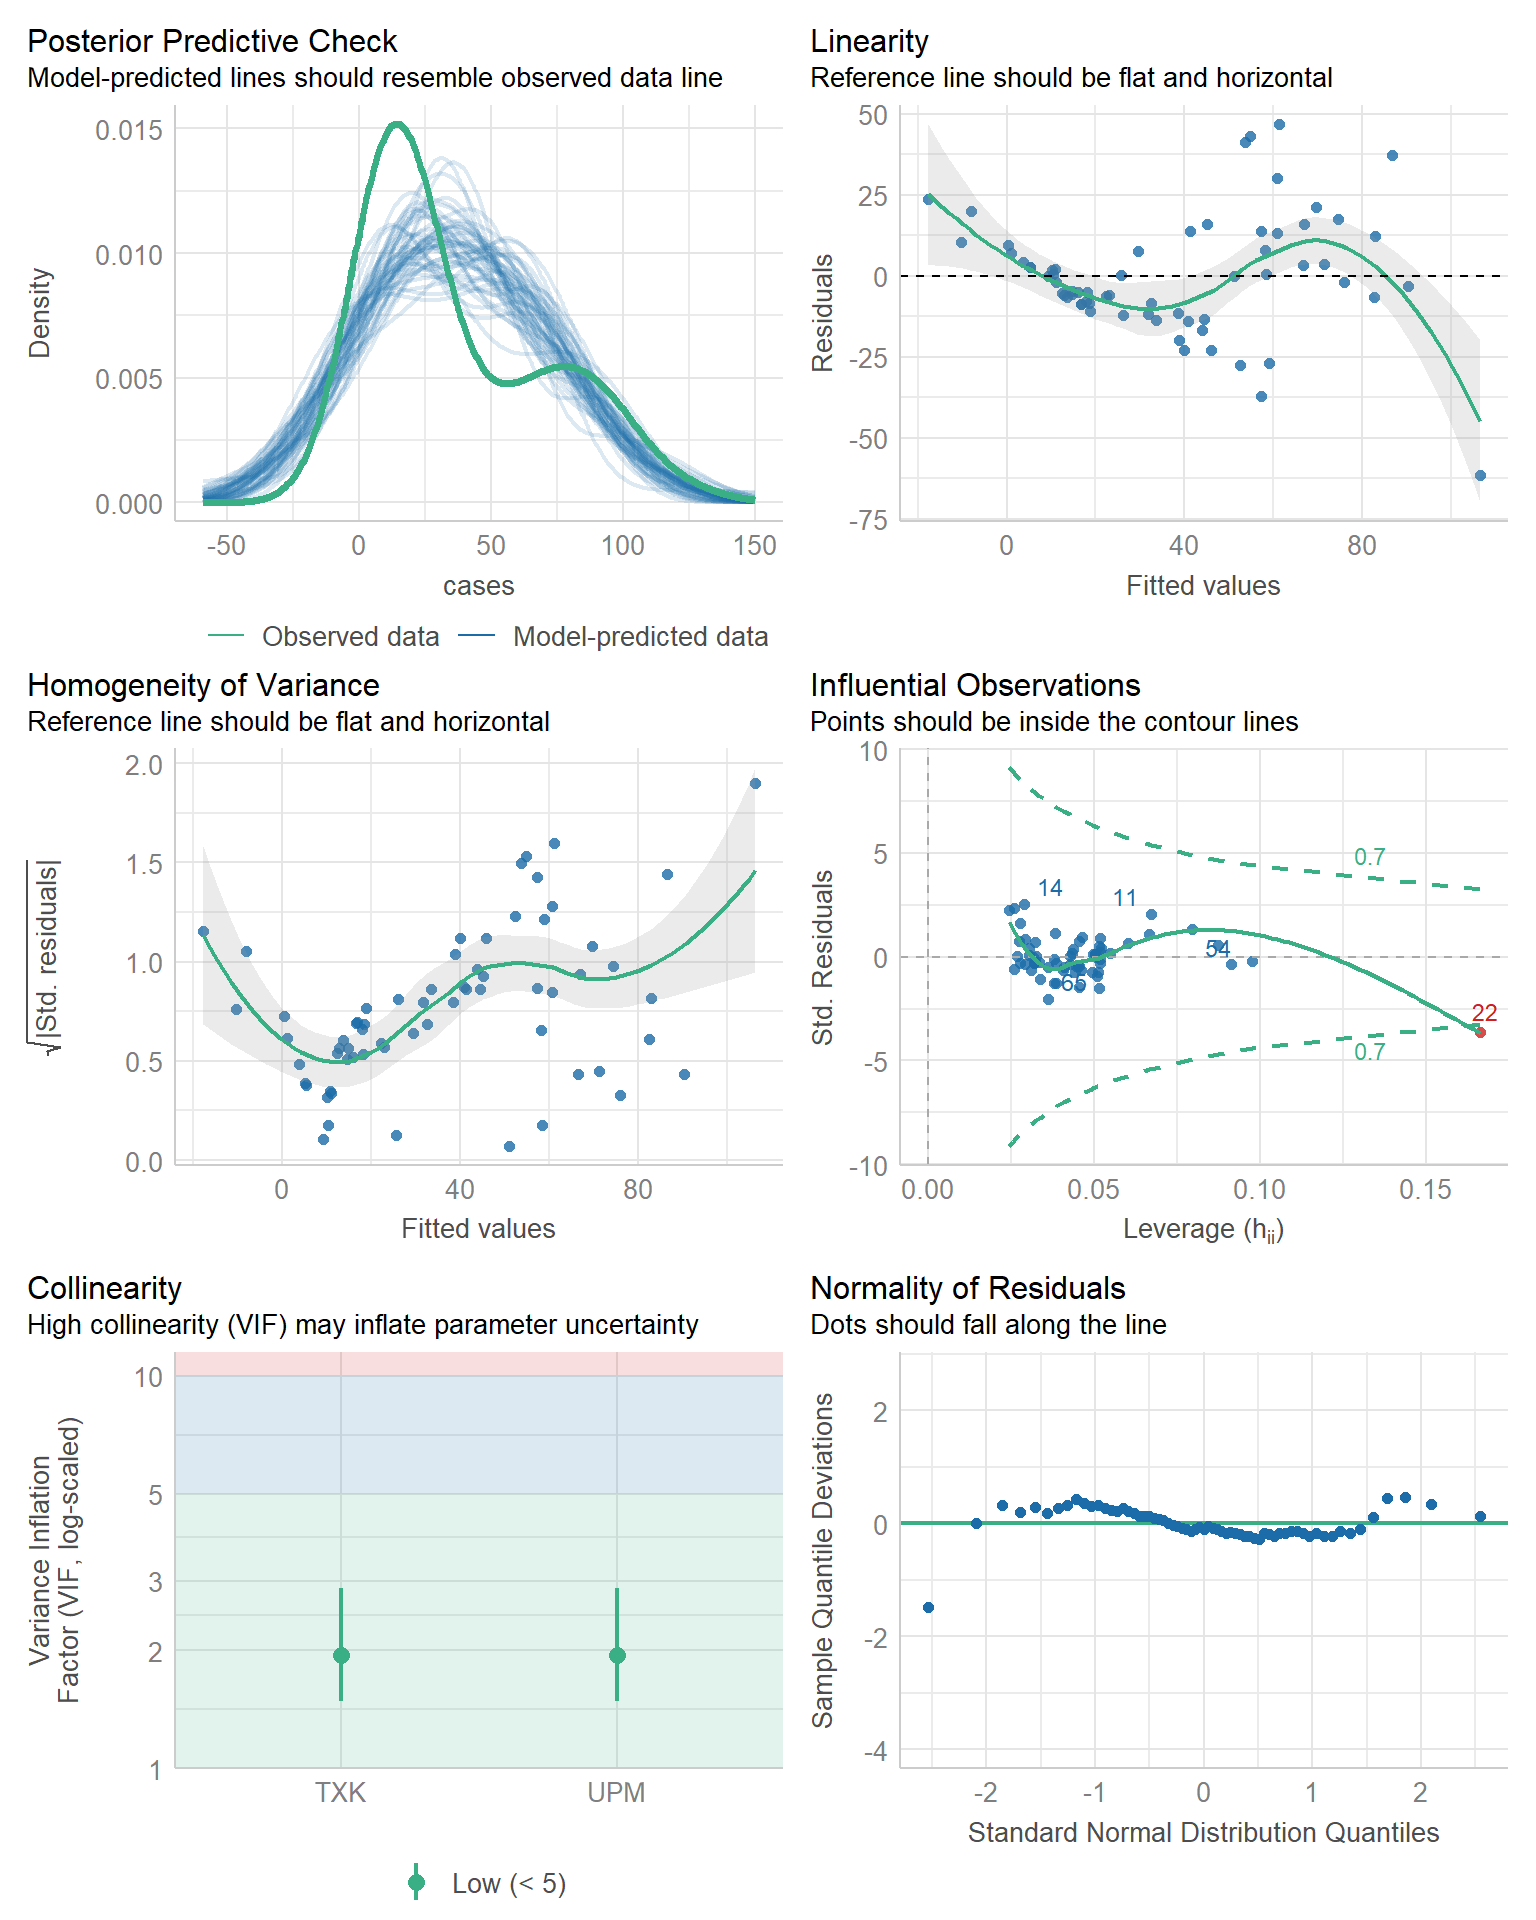 Posterior Predictive Check
Model-predicted lines should resemble observed data line
0.015
0.010
0.005
0.000
Density
-50 0 50 100 150
cases
Observed data Model-predicted data
Linearity
Reference line should be flat and horizontal
50
25
0
-25
-50
-75
Residuals
0 40 80
Fitted values
Homogeneity of Variance
Reference line should be flat and horizontal
2.0
1.5
1.0
0.5
0.0
√|Std. residuals|
0 40 80
Fitted values
Influential Observations
Points should be inside the contour lines
10
5
0
-5
-10
Std. Residuals
0.7
14
11
54
65
22
0.7
0.00 0.05 0.10 0.15
Leverage (hii)
Collinearity
High collinearity (VIF) may inflate parameter uncertainty
10
5
3
2
1
Variance Inflation
Factor (VIF, log-scaled)
TXK UPM
Low (< 5)
Normality of Residuals
Dots should fall along the line
2
0
-2
-4
Sample Quantile Deviations
-2 -1 0 1 2
Standard Normal Distribution Quantiles